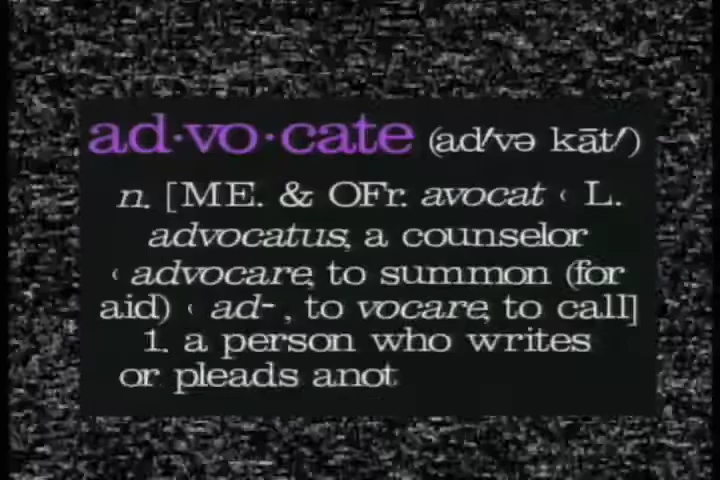 ad·vo·cate (ad′və kāt′)
n. [ME. & OFr. avocat ‹ L.
advocatus, a counselor
‹ advocare, to summon (for
aid) ‹ ad- , to vocare, to call]
1. a person who writes
or pleads anot